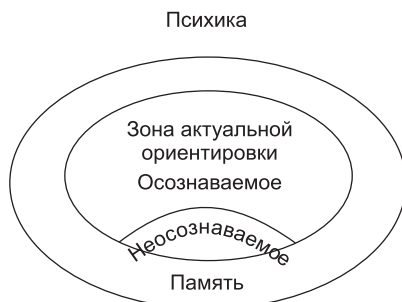 Психика
Зона актуальной
ориентировки
Осознаваемое
Неосознаваемое
Память